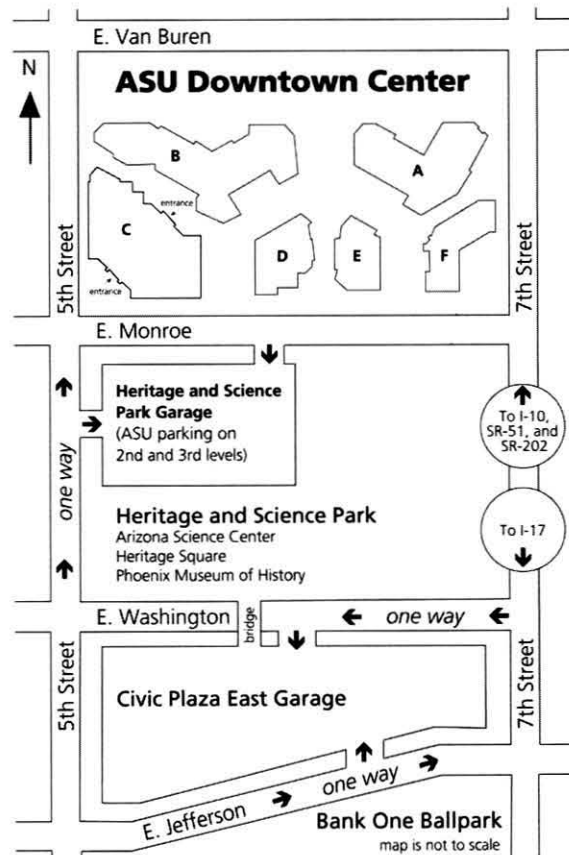 E. Van Buren
N
ASU Downtown Center
B
A
entrance
C
D
E
F
entrance
5th Street
7th Street
E. Monroe
Heritage and Science
Park Garage
(ASU parking on
2nd and 3rd levels)
To I-10,
SR-51, and
SR-202
one way
Heritage and Science Park
Arizona Science Center
Heritage Square
Phoenix Museum of History
To I-17
E. Washington
bridge
one way
5th Street
7th Street
Civic Plaza East Garage
one way
E. Jefferson
Bank One Ballpark
map is not to scale